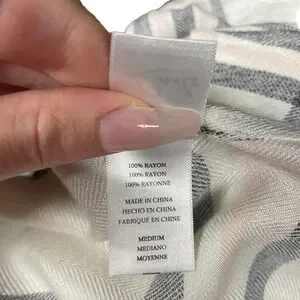 100% RAYON
100% RAYON
100% RAYONNE
MADE IN CHINA
HECHO EN CHINA
FABRIQUÉ EN CHINE
MEDIUM
MEDIANO
MOYENNE